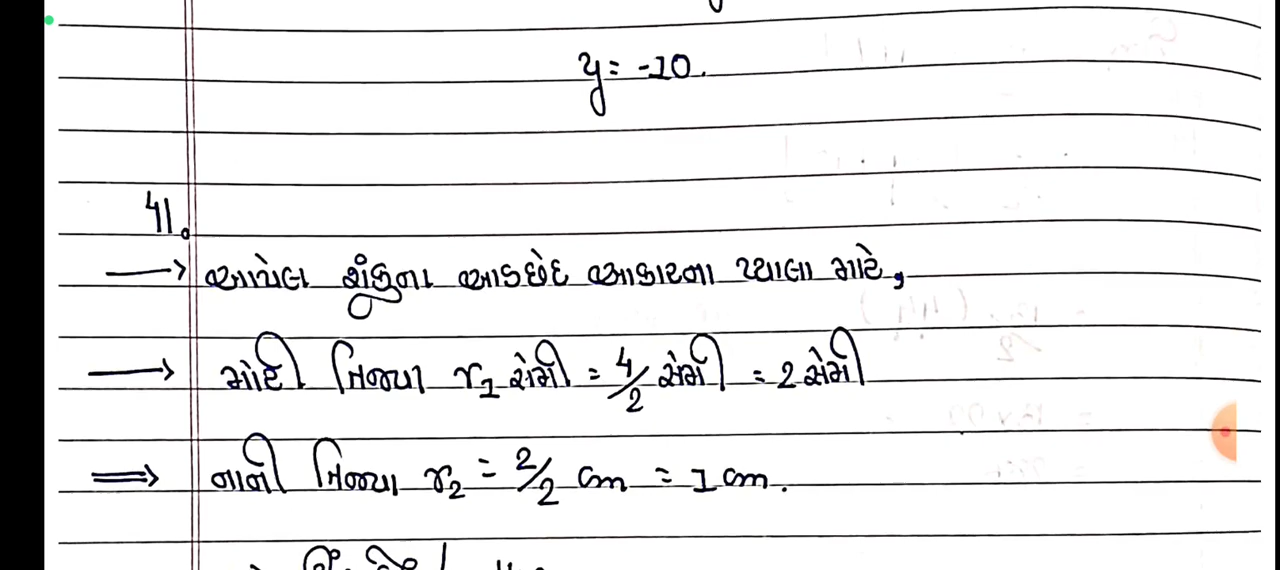 y = -10.
41.
→ આપેલ શંકુના આડછેદ આકારના પ્યાલા માટે,
→ મોટી ત્રિજ્યા r₁ સેમી = 4/2 સેમી = 2 સેમી
⇒ નાની ત્રિજ્યા r₂ = 2/2 cm = 1 cm.